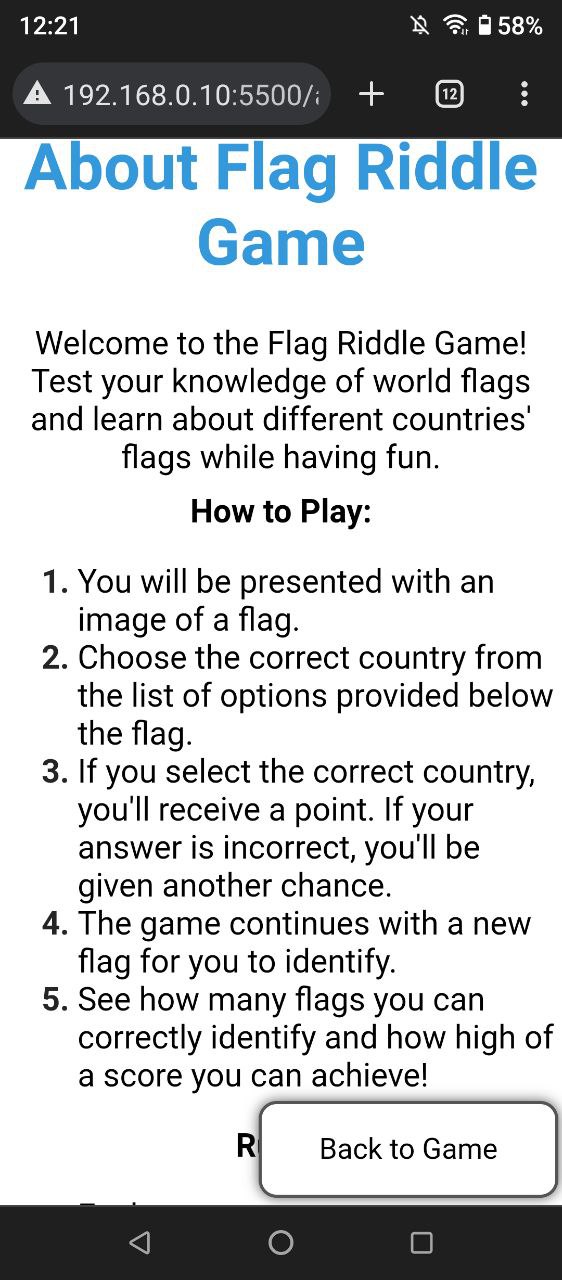 12:21
58%
192.168.0.10:5500/
12
About Flag Riddle
Game
Welcome to the Flag Riddle Game!
Test your knowledge of world flags
and learn about different countries'
flags while having fun.
How to Play:
1. You will be presented with an
image of a flag.
2. Choose the correct country from
the list of options provided below
the flag.
3. If you select the correct country,
you'll receive a point. If your
answer is incorrect, you'll be
given another chance.
4. The game continues with a new
flag for you to identify.
5. See how many flags you can
correctly identify and how high of
a score you can achieve!
Back to Game